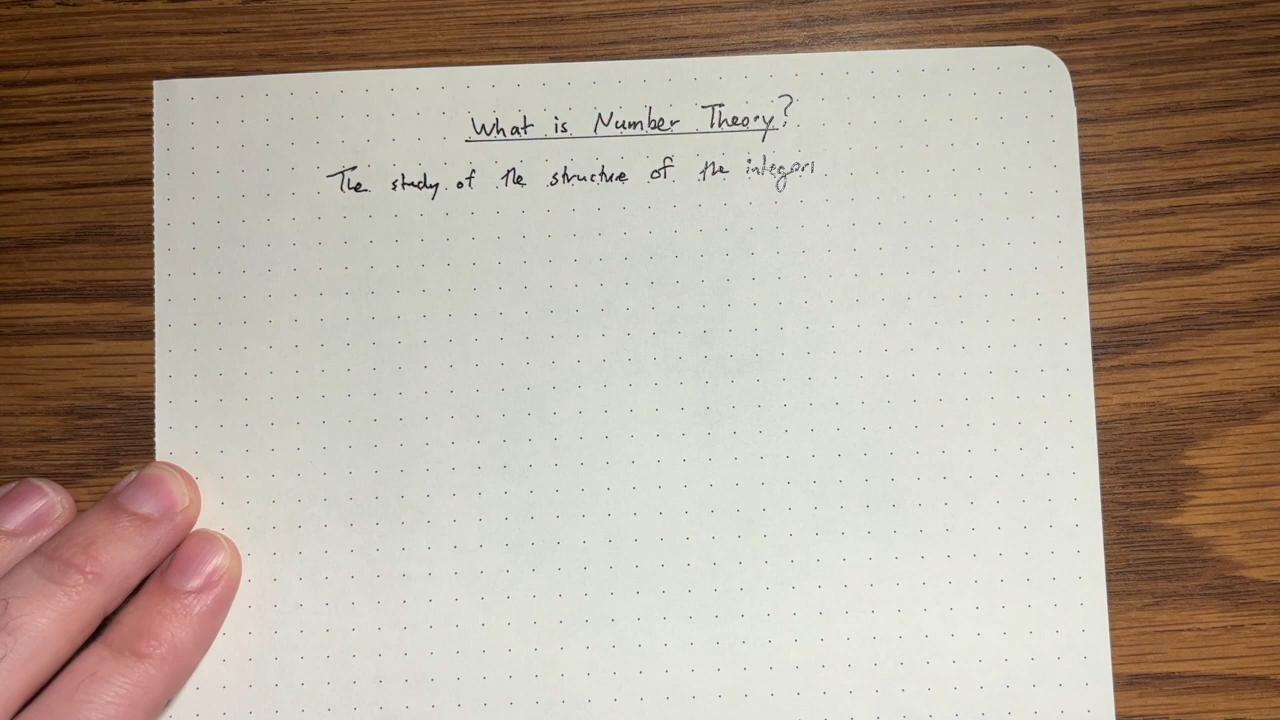 What is Number Theory?
The study of the structure of the integers